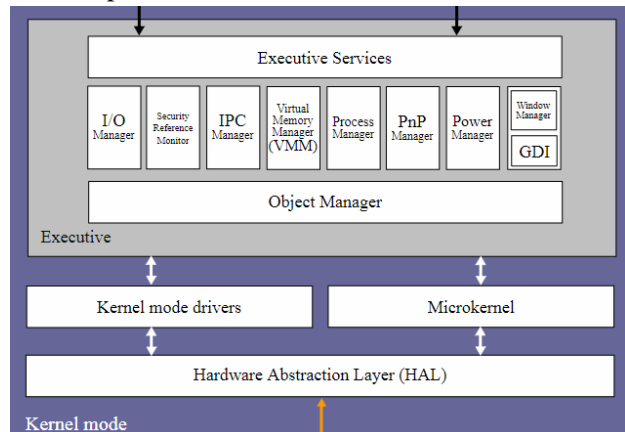 Executive Services
I/O
Manager
Security
Reference
Monitor
IPC
Manager
Virtual
Memory
Manager
(VMM)
Process
Manager
PnP
Manager
Power
Manager
Window
Manager
GDI
Object Manager
Executive
Kernel mode drivers
Microkernel
Hardware Abstraction Layer (HAL)
Kernel mode